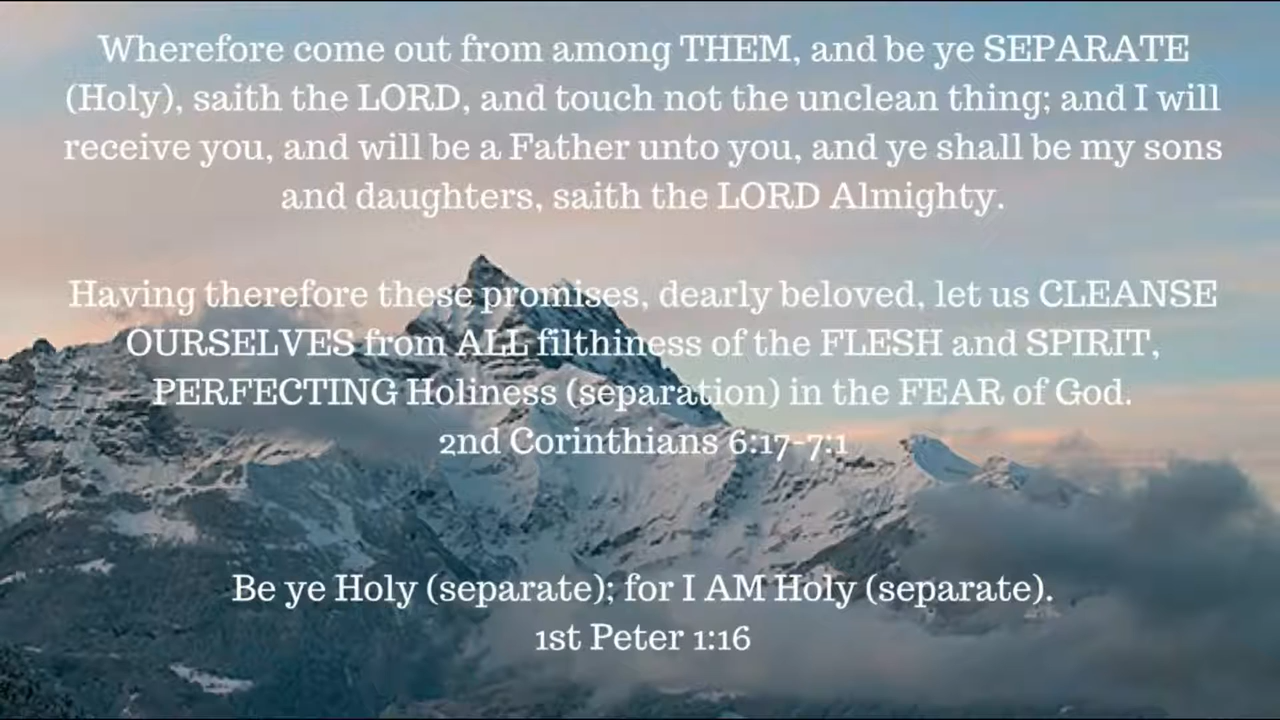 Wherefore come out from among THEM, and be ye SEPARATE
(Holy), saith the LORD, and touch not the unclean thing; and I will
receive you, and will be a Father unto you, and ye shall be my sons
and daughters, saith the LORD Almighty.
Having therefore these promises, dearly beloved, let us CLEANSE
OURSELVES from ALL filthiness of the FLESH and SPIRIT,
PERFECTING Holiness (separation) in the FEAR of God.
2nd Corinthians 6:17-7:1
Be ye Holy (separate); for I AM Holy (separate).
1st Peter 1:16